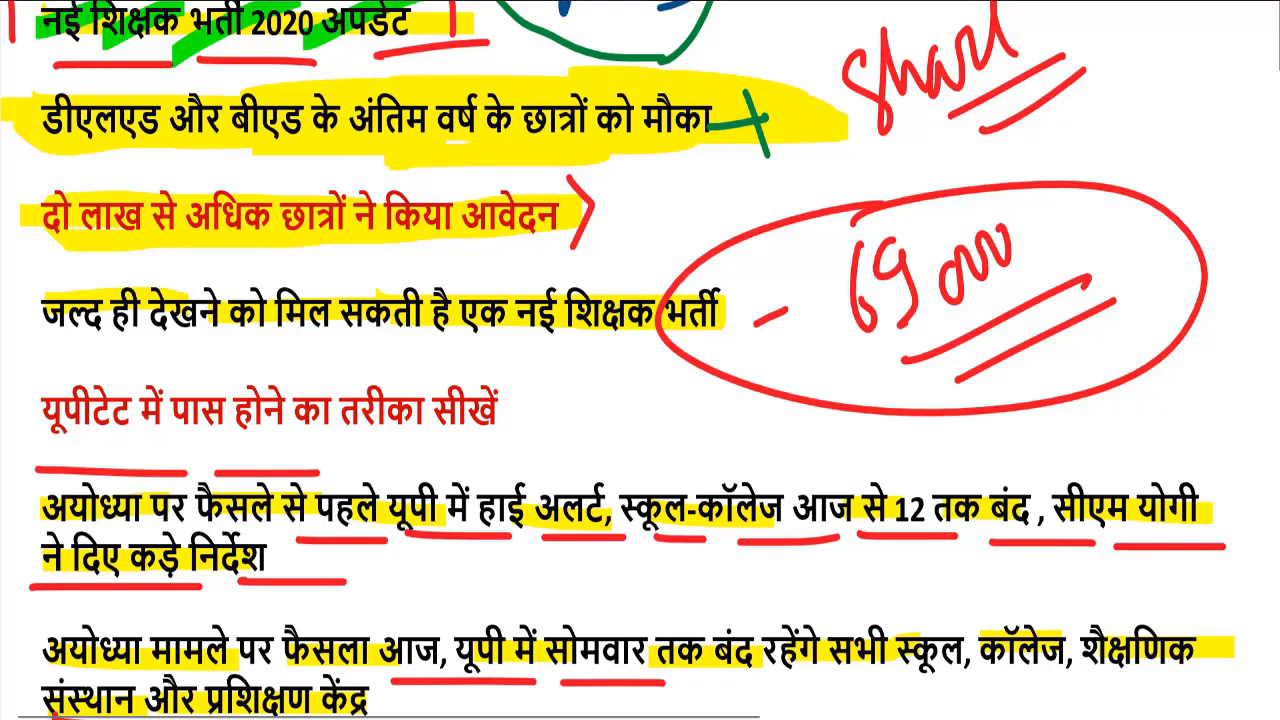 नई शिक्षक भर्ती 2020 अपडेट
share
डीएलएड और बीएड के अंतिम वर्ष के छात्रों को मौका
दो लाख से अधिक छात्रों ने किया आवेदन
- 69000
जल्द ही देखने को मिल सकती है एक नई शिक्षक भर्ती
यूपीटेट में पास होने का तरीका सीखें
अयोध्या पर फैसले से पहले यूपी में हाई अलर्ट, स्कूल-कॉलेज आज से 12 तक बंद , सीएम योगी
ने दिए कड़े निर्देश
अयोध्या मामले पर फैसला आज, यूपी में सोमवार तक बंद रहेंगे सभी स्कूल, कॉलेज, शैक्षणिक
संस्थान और प्रशिक्षण केंद्र